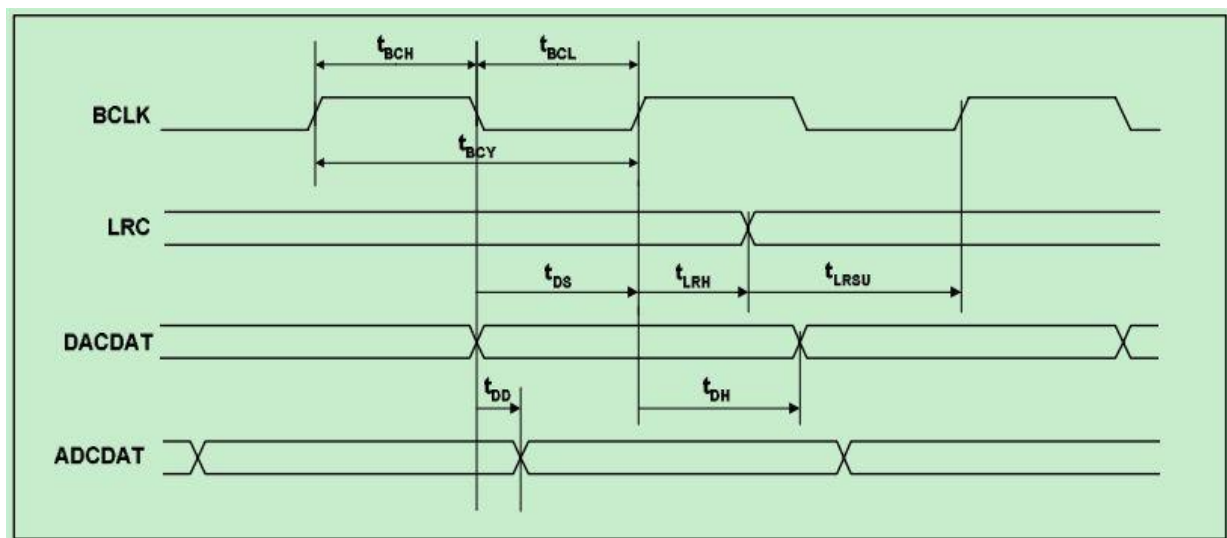 tBCH
tBCL
BCLK
tBCY
LRC
tDS
tLRH
tLRSU
DACDAT
tDD
tDH
ADCDAT